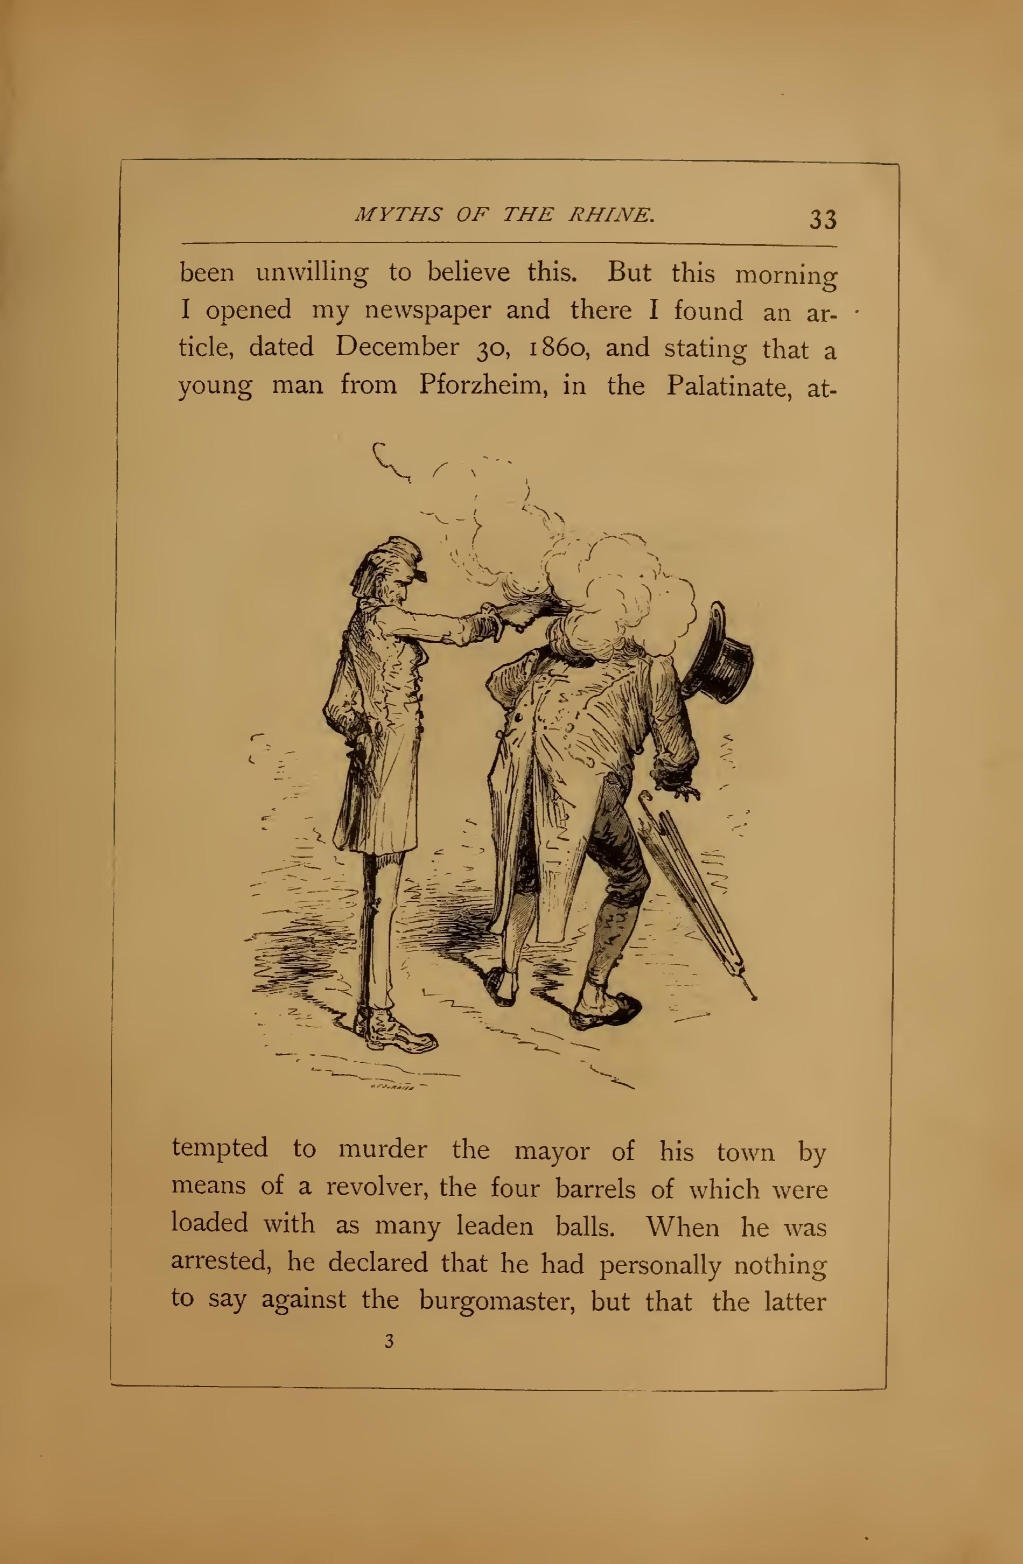 MYTHS OF THE RHINE. 33
been unwilling to believe this. But this morning
I opened my newspaper and there I found an ar-
ticle, dated December 30, 1860, and stating that a
young man from Pforzheim, in the Palatinate, at-
tempted to murder the mayor of his town by
means of a revolver, the four barrels of which were
loaded with as many leaden balls. When he was
arrested, he declared that he had personally nothing
to say against the burgomaster, but that the latter
3